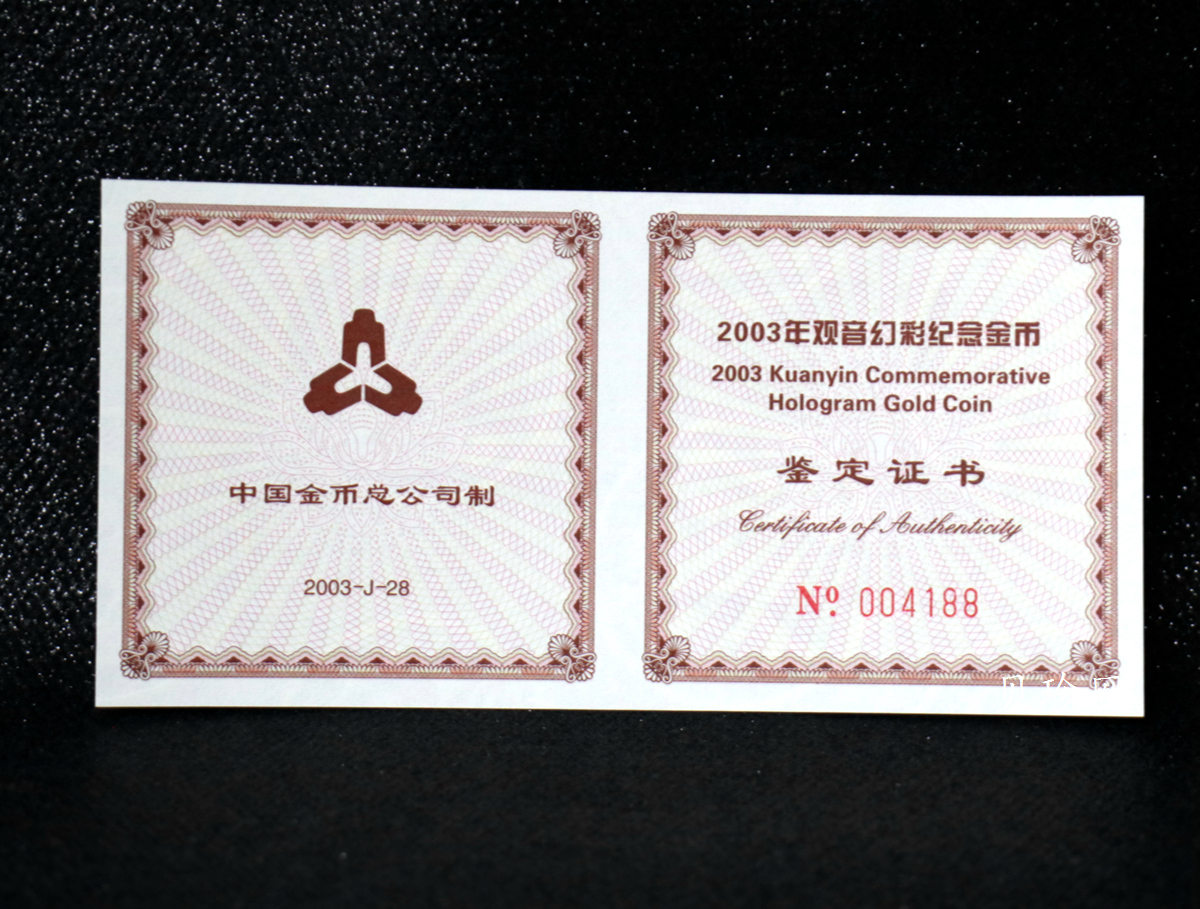 中国金币总公司制
2003-J-28
2003年观音幻彩纪念金币
2003 Kuanyin Commemorative
Hologram Gold Coin
鉴定证书
Certificate of Authenticity
Nº 004188